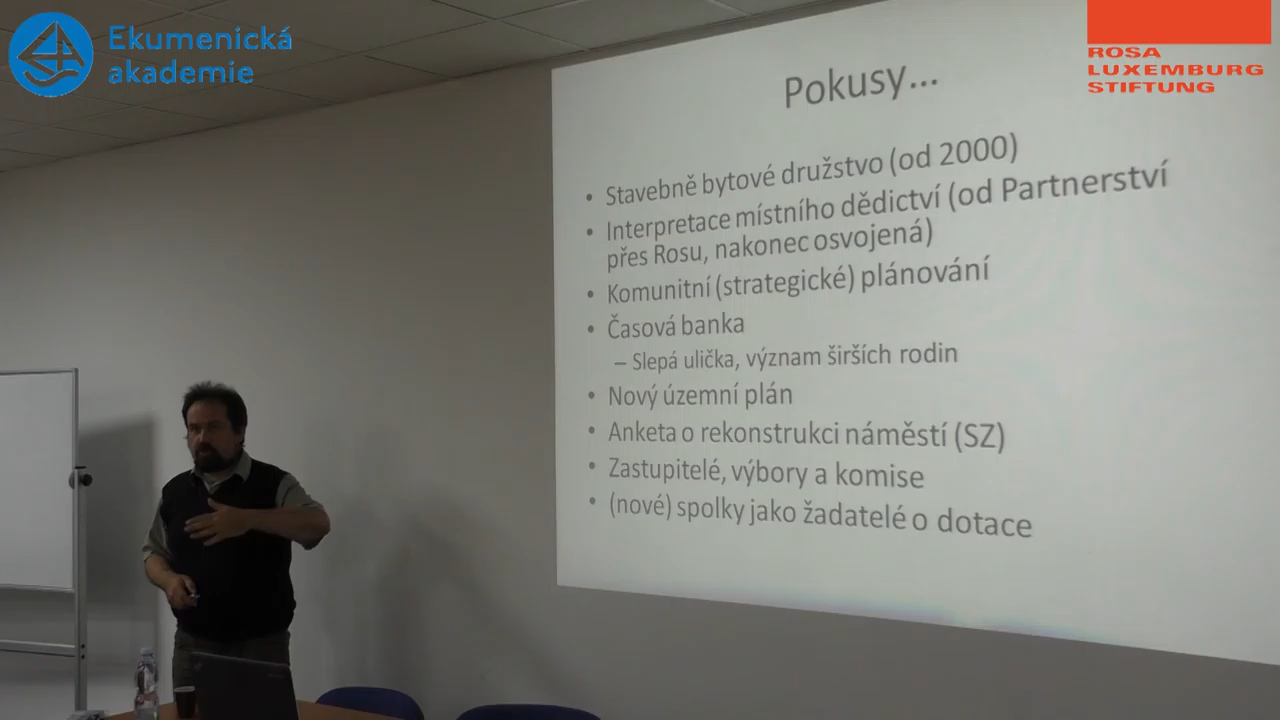 Ekumenická
akademie
ROSA
LUXEMBURG
STIFTUNG
Pokusy...
• Stavebně bytové družstvo (od 2000)
• Interpretace místního dědictví (od Partnerství
přes Rosu, nakonec osvojená)
• Komunitní (strategické) plánování
• Časová banka
– Slepá ulička, význam širších rodin
• Nový územní plán
• Anketa o rekonstrukci náměstí (SZ)
• Zastupitelé, výbory a komise
• (nové) spolky jako žadatelé o dotace